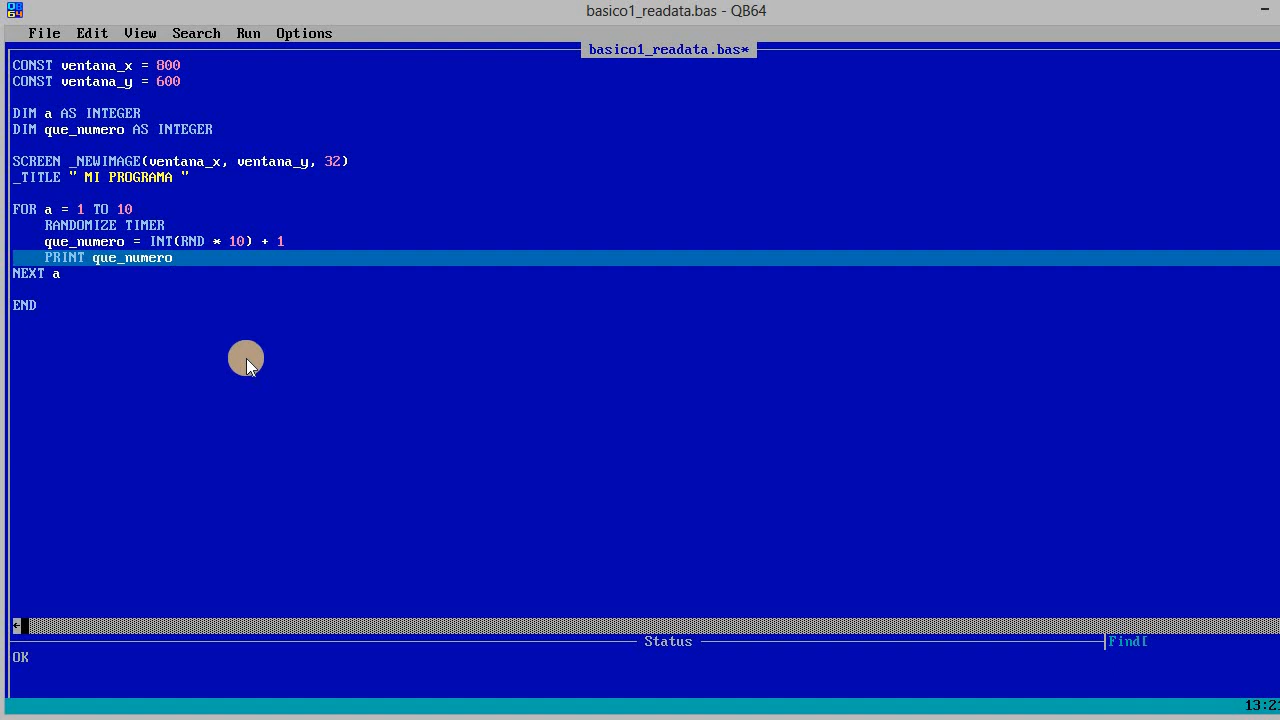 QB
64
basico1_readata.bas - QB64
File Edit View Search Run Options
basico1_readata.bas*
CONST ventana_x = 800
CONST ventana_y = 600
DIM a AS INTEGER
DIM que_numero AS INTEGER
SCREEN _NEWIMAGE(ventana_x, ventana_y, 32)
_TITLE " MI PROGRAMA "
FOR a = 1 TO 10
RANDOMIZE TIMER
que_numero = INT(RND * 10) + 1
PRINT que_numero
NEXT a
END
Status
Find[
OK